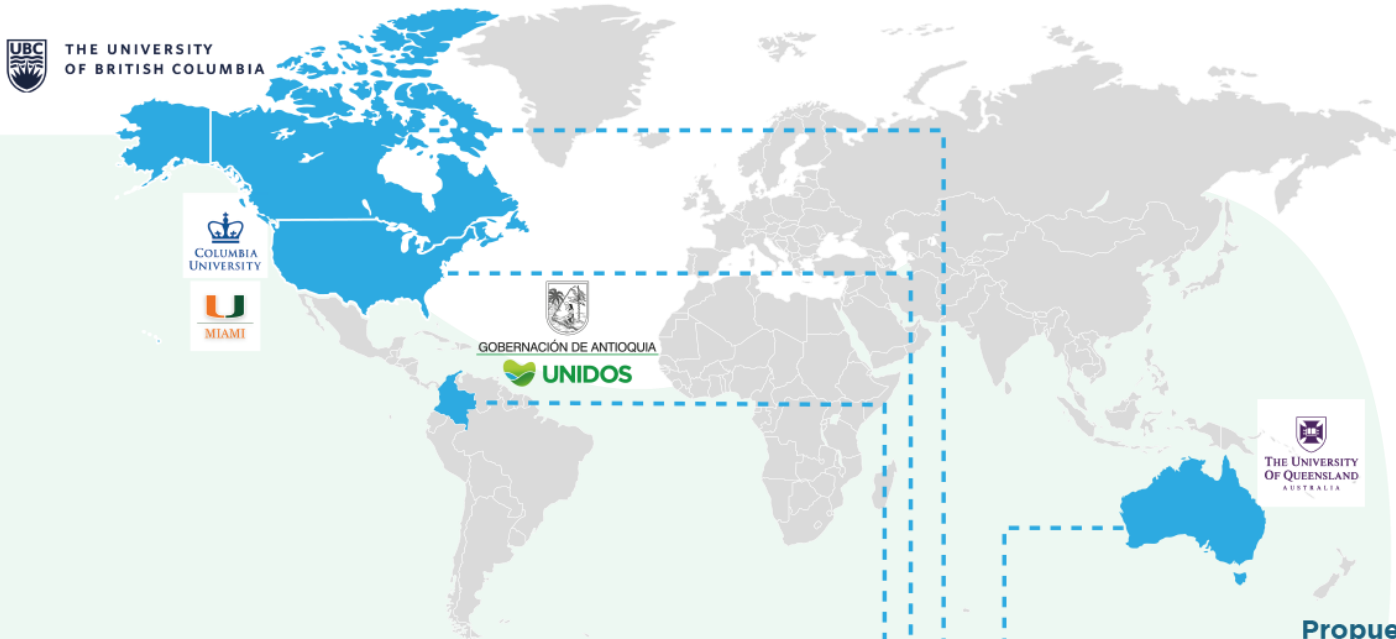 UBC
THE UNIVERSITY
OF BRITISH COLUMBIA
COLUMBIA
UNIVERSITY
MIAMI
GOBERNACIÓN DE ANTIOQUIA
UNIDOS
THE UNIVERSITY
OF QUEENSLAND
AUSTRALIA
Propue